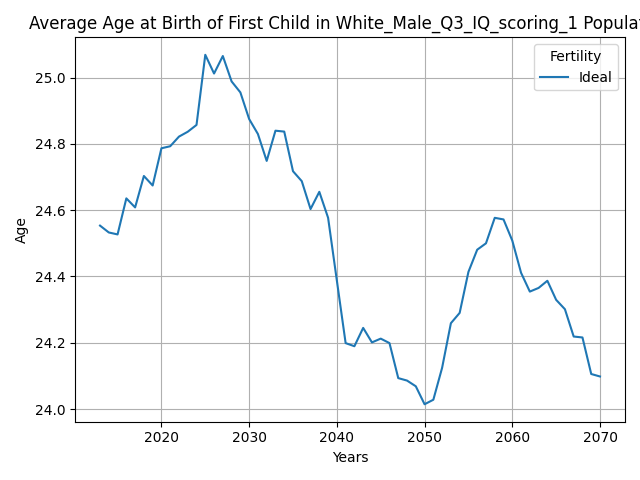 Average Age at Birth of First Child in White_Male_Q3_IQ_scoring_1 Populat
Fertility
Ideal
25.0
24.8
24.6
24.4
24.2
24.0
Age
2020 2030 2040 2050 2060 2070
Years